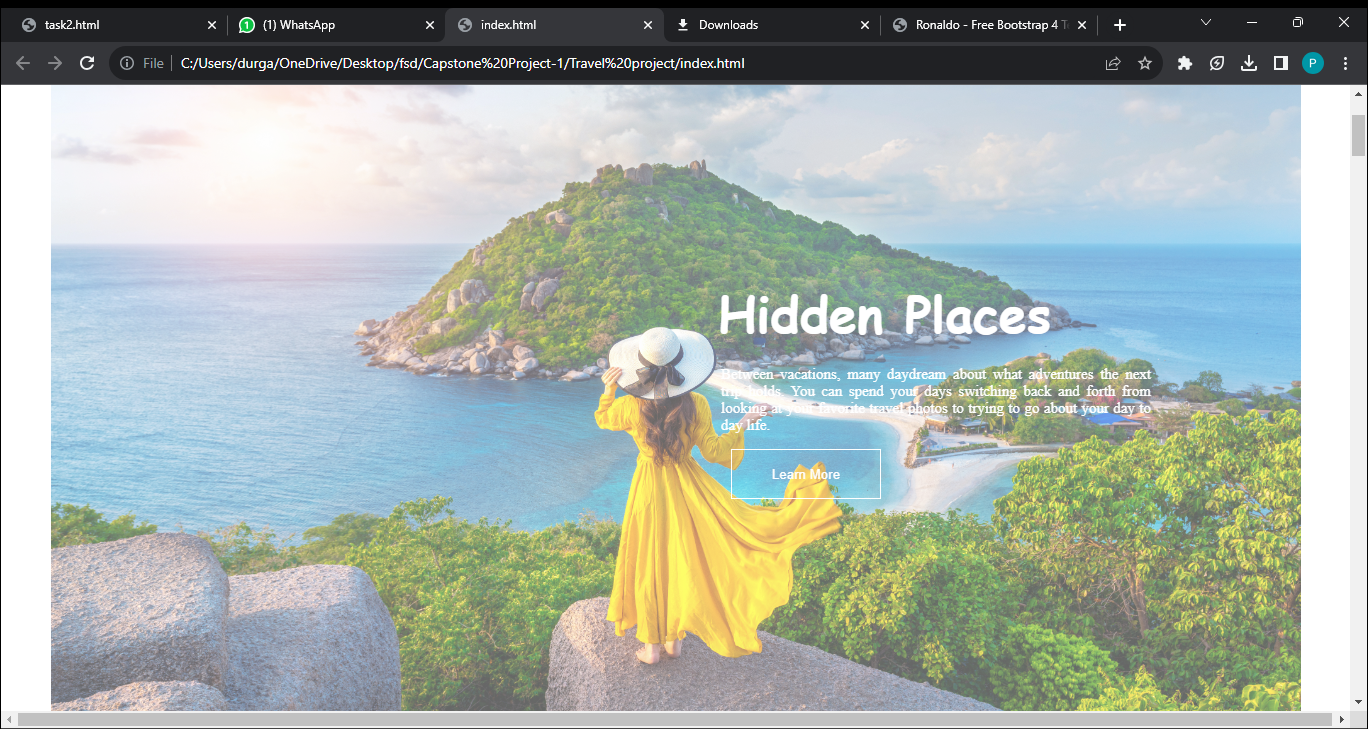 task2.html
(1) WhatsApp
index.html
Downloads
Ronaldo - Free Bootstrap 4 T
File
C:/Users/durga/OneDrive/Desktop/fsd/Capstone%20Project-1/Travel%20project/index.html
P
Hidden Places
Between vacations, many daydream about what adventures the next
trip holds. You can spend your days switching back and forth from
looking at your favorite travel photos to trying to go about your day to
day life.
Learn More